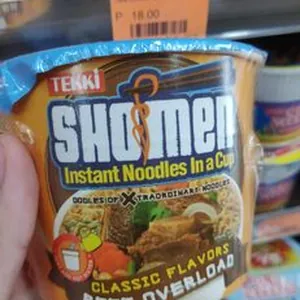 P 18.00
TEKKI
SHOMEN
Instant Noodles In a Cup
OODLES OF XTRAORDINARY NOODLES
CLASSIC FLAVORS
BEEF OVERLOAD